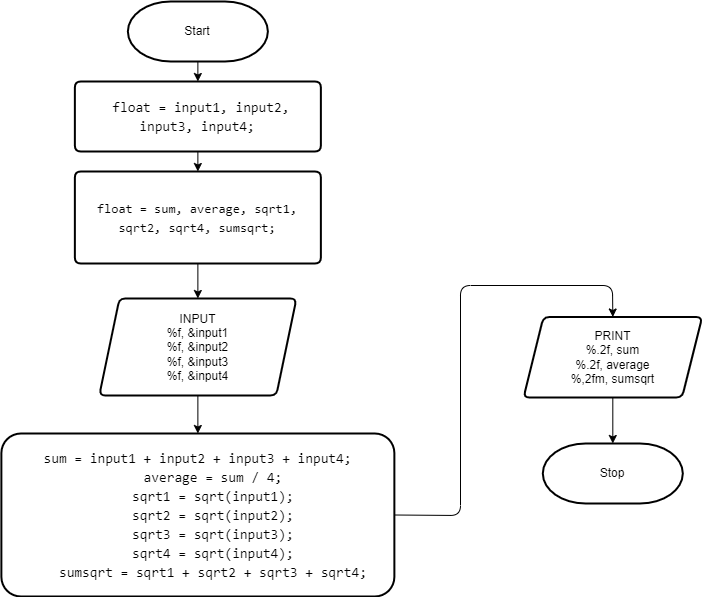 Start
float = input1, input2,
input3, input4;
float = sum, average, sqrt1,
sqrt2, sqrt4, sumsqrt;
INPUT
%f, &input1
%f, &input2
%f, &input3
%f, &input4
sum = input1 + input2 + input3 + input4;
average = sum / 4;
sqrt1 = sqrt(input1);
sqrt2 = sqrt(input2);
sqrt3 = sqrt(input3);
sqrt4 = sqrt(input4);
sumsqrt = sqrt1 + sqrt2 + sqrt3 + sqrt4;
PRINT
%.2f, sum
%.2f, average
%,2fm, sumsqrt
Stop